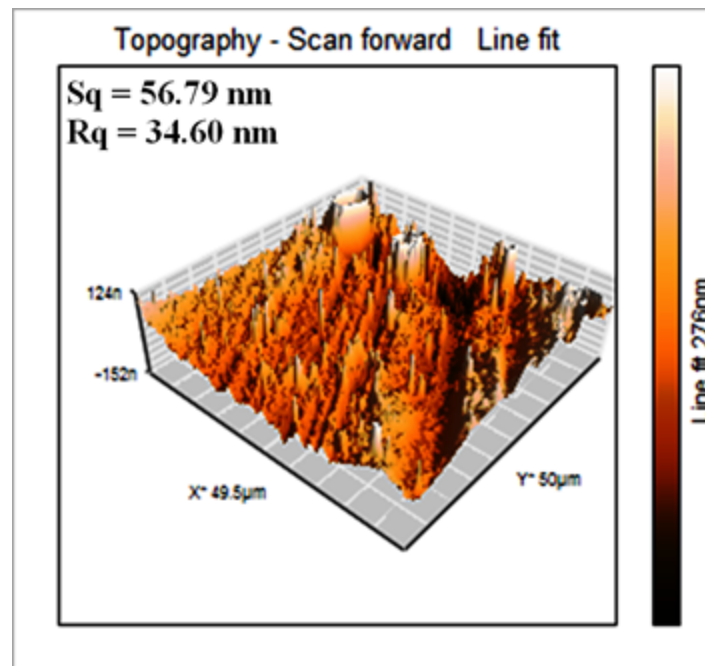 Topography - Scan forward Line fit
Sq = 56.79 nm
Rq = 34.60 nm
124n
-152n
X* 49.5µm
Y* 50µm
Line fit 276nm